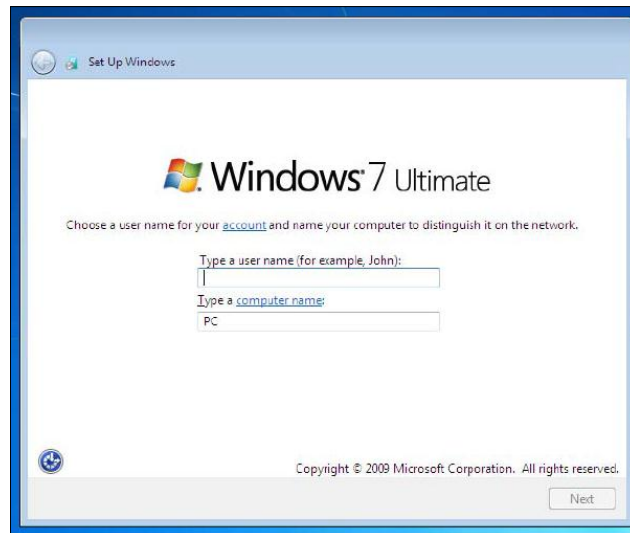 Set Up Windows
Windows 7 Ultimate
Choose a user name for your account and name your computer to distinguish it on the network.
Type a user name (for example, John):
Type a computer name:
PC
Copyright © 2009 Microsoft Corporation. All rights reserved.
Next